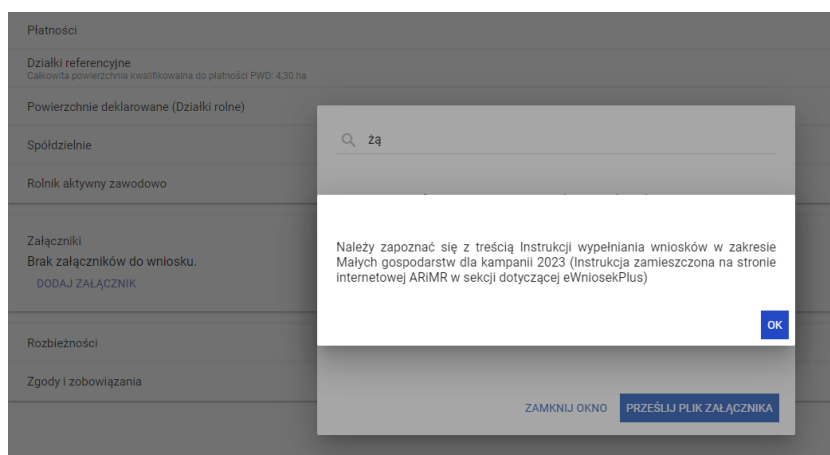 Płatności
Działki referencyjne
Całkowita powierzchnia kwalifikowalna do płatności PWD: 4,30 ha
Powierzchnie deklarowane (Działki rolne)
Spółdzielnie
Rolnik aktywny zawodowo
Załączniki
Brak załączników do wniosku.
DODAJ ZAŁĄCZNIK
Rozbieżności
Zgody i zobowiązania
żą
Należy zapoznać się z treścią Instrukcji wypełniania wniosków w zakresie
Małych gospodarstw dla kampanii 2023 (Instrukcja zamieszczona na stronie
internetowej ARiMR w sekcji dotyczącej eWniosekPlus)
OK
ZAMKNIJ OKNO
PRZEŚLIJ PLIK ZAŁĄCZNIKA